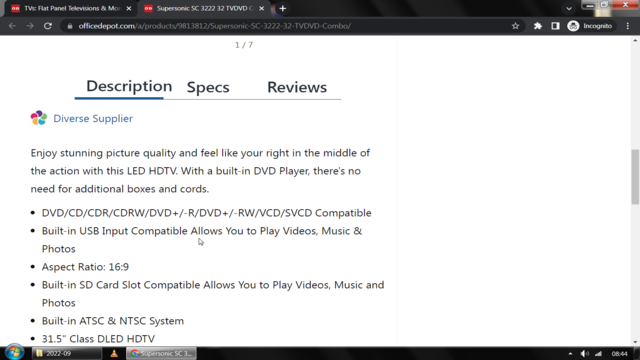 TVs: Flat Panel Televisions & Mo
Supersonic SC-3222 32 TVDVD C
officedepot.com/a/products/9813812/Supersonic-SC-3222-32-TVDVD-Combo/
Incognito
1 / 7
Description Specs Reviews
Diverse Supplier
Enjoy stunning picture quality and feel like your right in the middle of
the action with this LED HDTV. With a built-in DVD Player, there's no
need for additional boxes and cords.
DVD/CD/CDR/CDRW/DVD+/-R/DVD+/-RW/VCD/SVCD Compatible
Built-in USB Input Compatible Allows You to Play Videos, Music &
Photos
Aspect Ratio: 16:9
Built-in SD Card Slot Compatible Allows You to Play Videos, Music and
Photos
Built-in ATSC & NTSC System
31.5" Class DLED HDTV
2022-09
Supersonic SC-3...
08:44